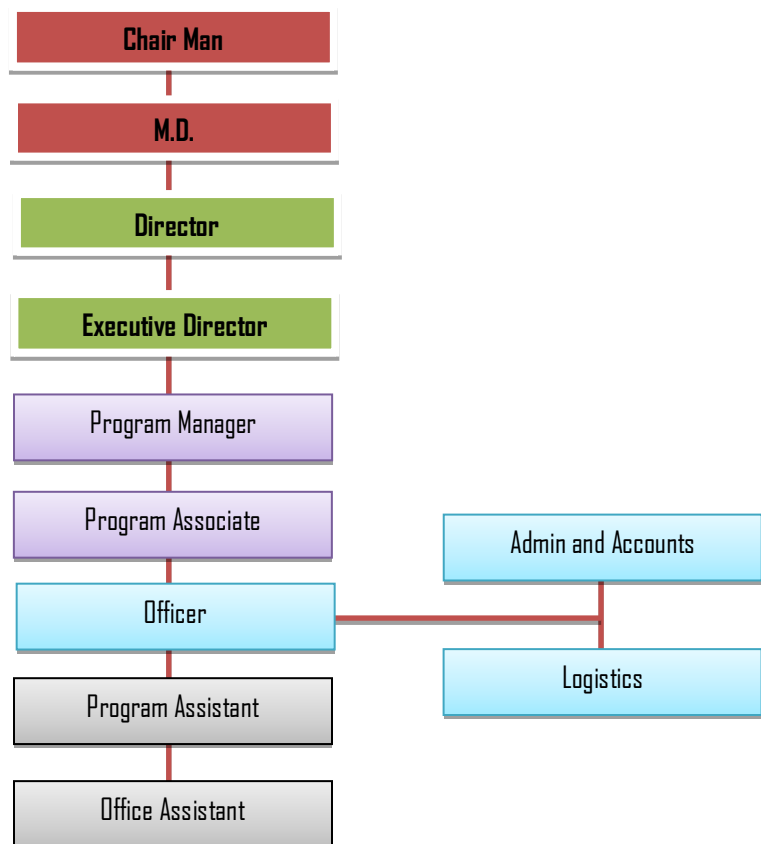 Chair Man
M.D.
Director
Executive Director
Program Manager
Program Associate
Admin and Accounts
Officer
Logistics
Program Assistant
Office Assistant